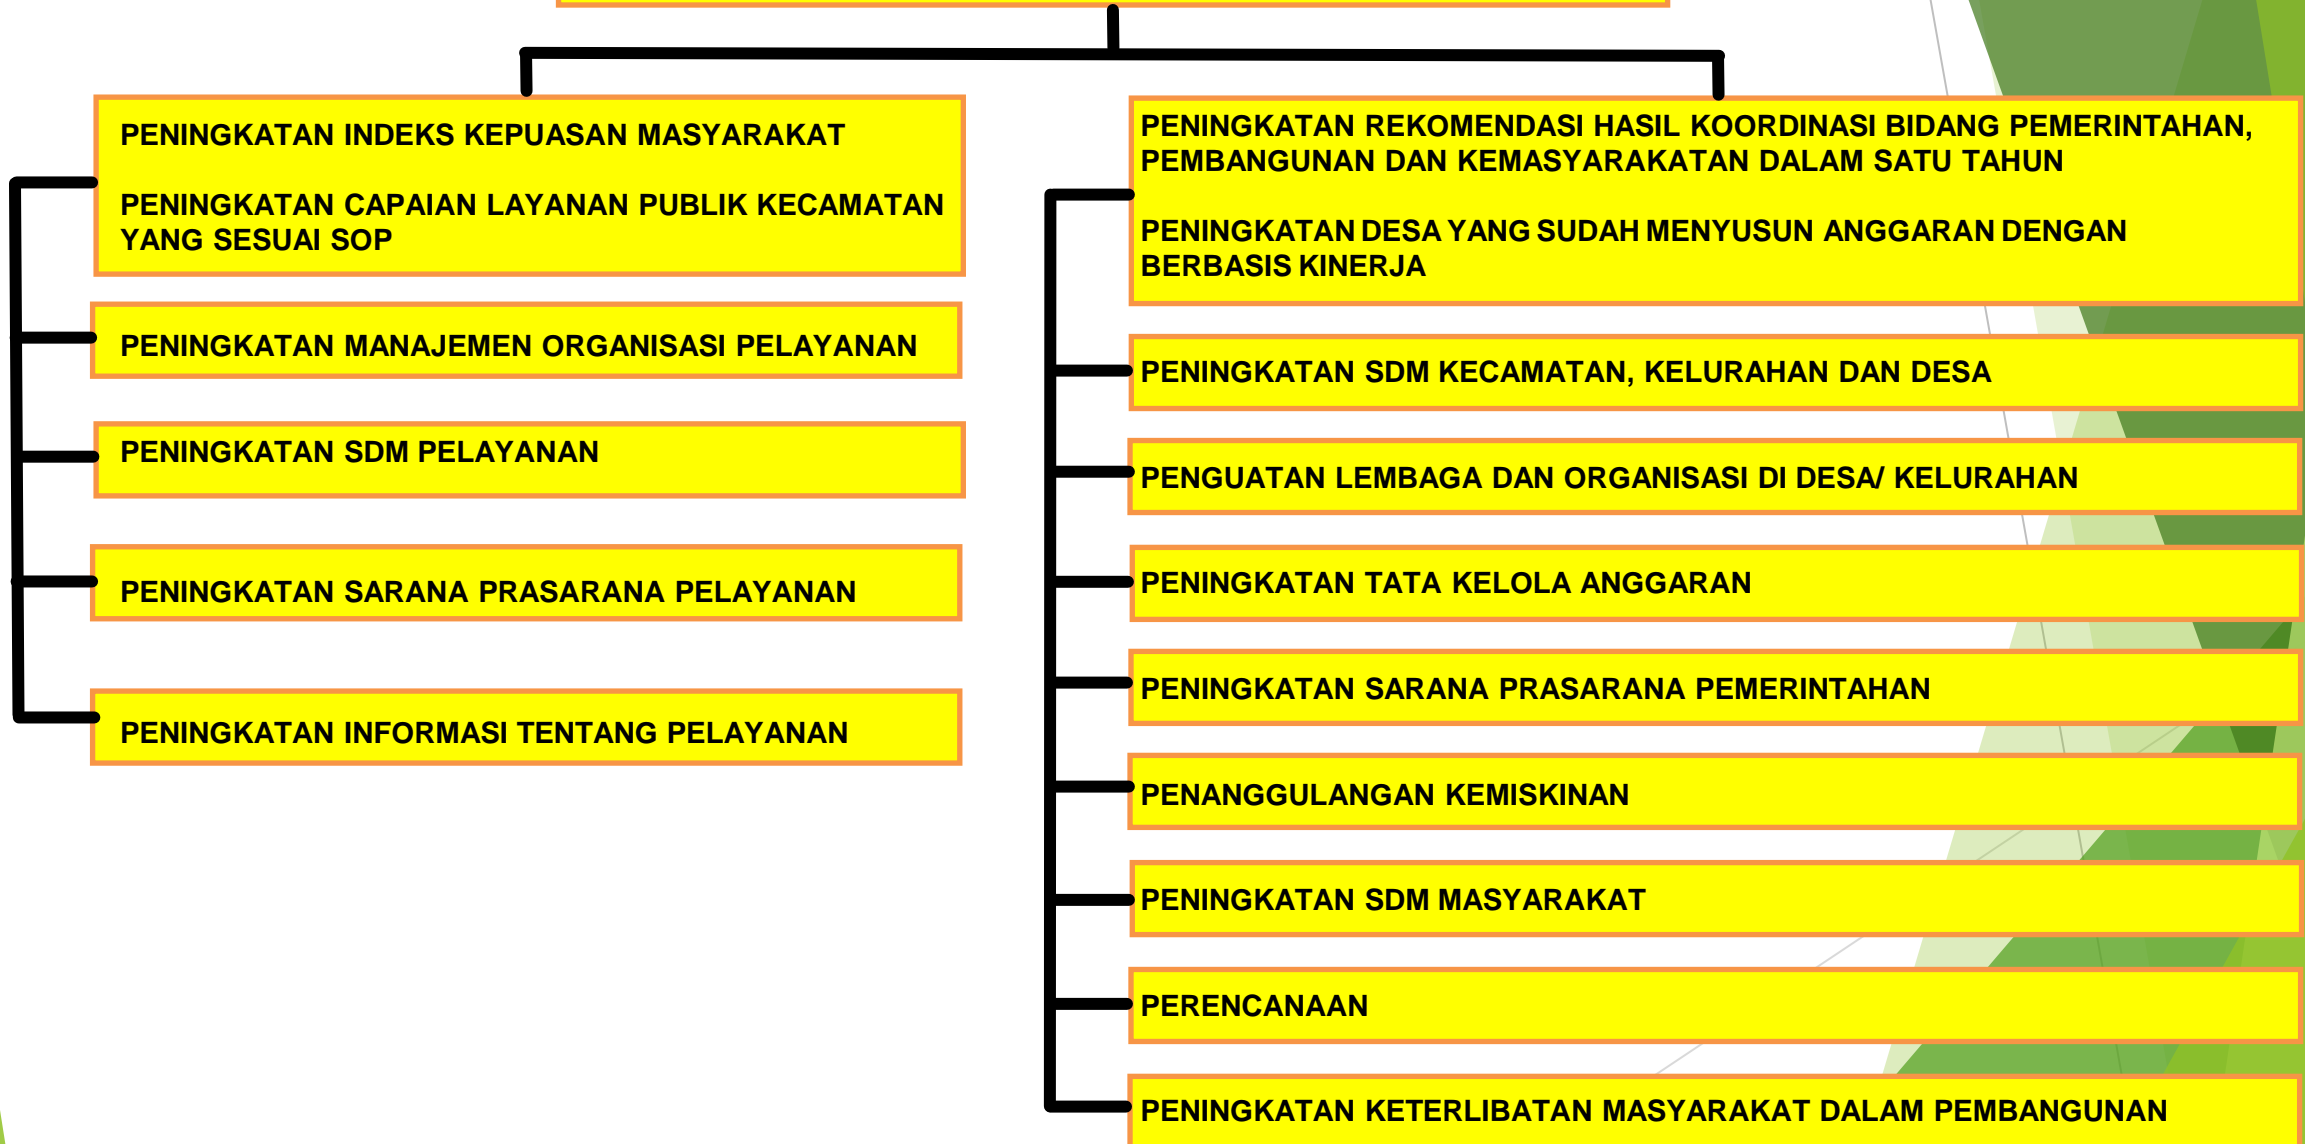 PENINGKATAN INDEKS KEPUASAN MASYARAKAT
PENINGKATAN CAPAIAN LAYANAN PUBLIK KECAMATAN
YANG SESUAI SOP
PENINGKATAN MANAJEMEN ORGANISASI PELAYANAN
PENINGKATAN SDM PELAYANAN
PENINGKATAN SARANA PRASARANA PELAYANAN
PENINGKATAN INFORMASI TENTANG PELAYANAN
PENINGKATAN REKOMENDASI HASIL KOORDINASI BIDANG PEMERINTAHAN,
PEMBANGUNAN DAN KEMASYARAKATAN DALAM SATU TAHUN
PENINGKATAN DESA YANG SUDAH MENYUSUN ANGGARAN DENGAN
BERBASIS KINERJA
PENINGKATAN SDM KECAMATAN, KELURAHAN DAN DESA
PENGUATAN LEMBAGA DAN ORGANISASI DI DESA/ KELURAHAN
PENINGKATAN TATA KELOLA ANGGARAN
PENINGKATAN SARANA PRASARANA PEMERINTAHAN
PENANGGULANGAN KEMISKINAN
PENINGKATAN SDM MASYARAKAT
PERENCANAAN
PENINGKATAN KETERLIBATAN MASYARAKAT DALAM PEMBANGUNAN